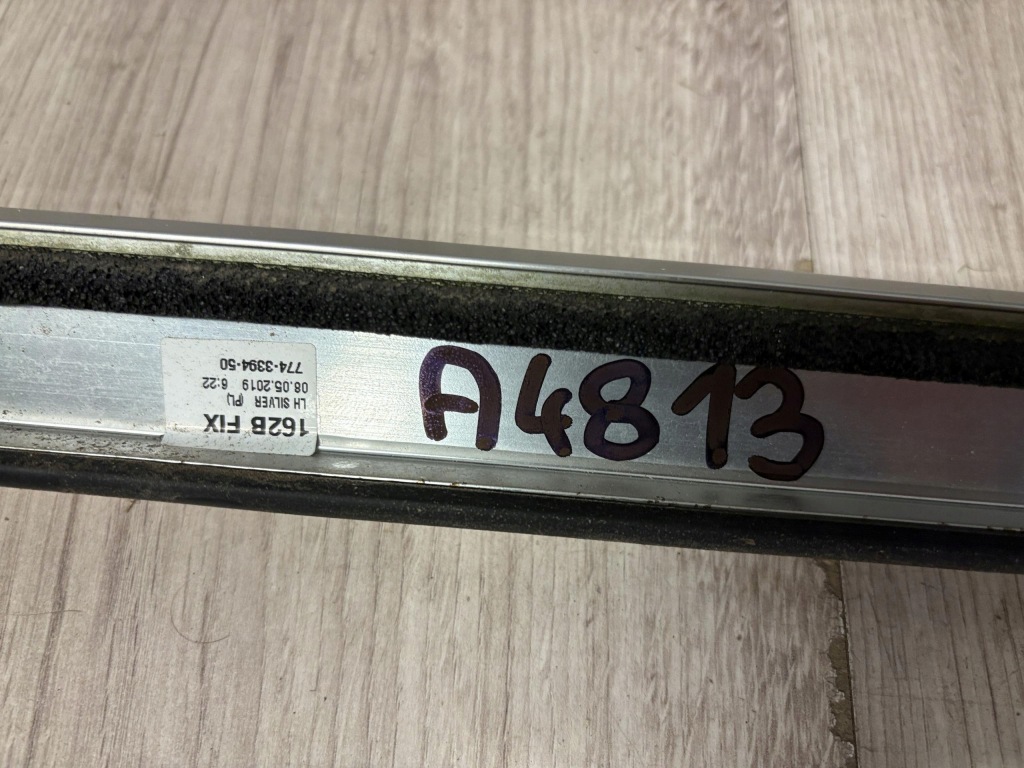 162B FIX
LH SILVER (PL)
08.05.2019 6:22
774-3394-50
A4813